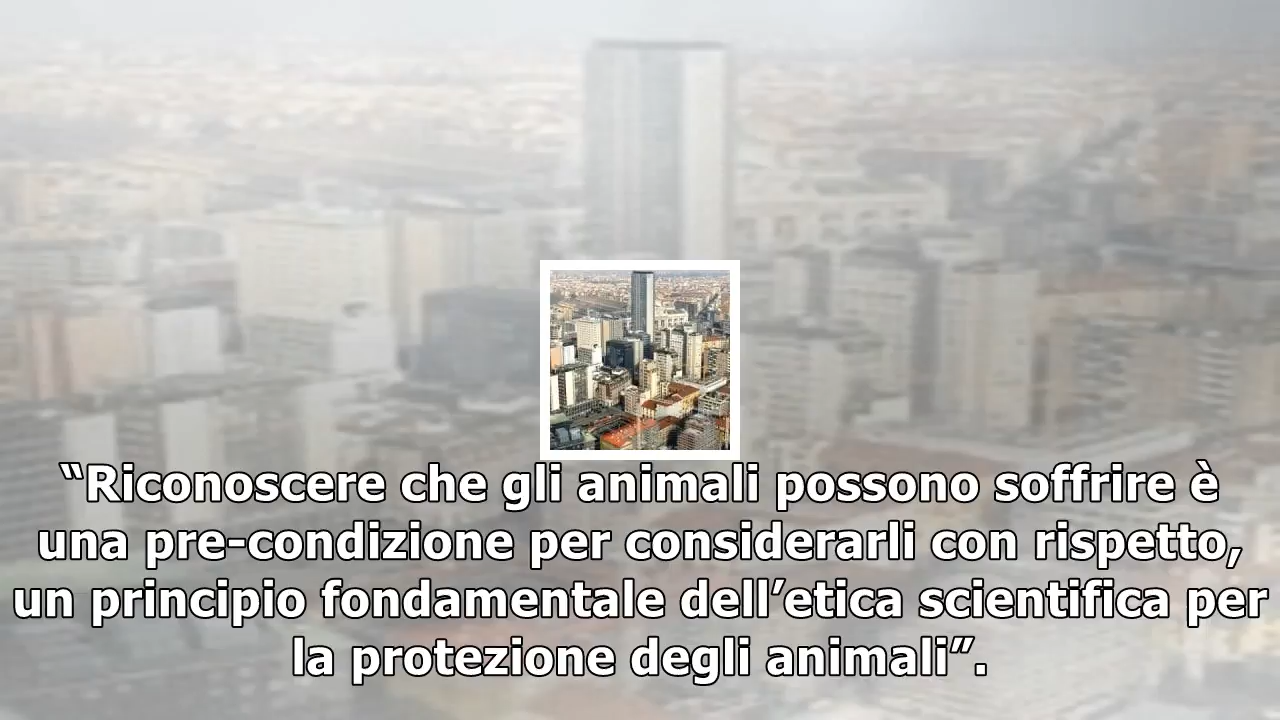 “Riconoscere che gli animali possono soffrire è
una pre-condizione per considerarli con rispetto,
un principio fondamentale dell’etica scientifica per
la protezione degli animali”.